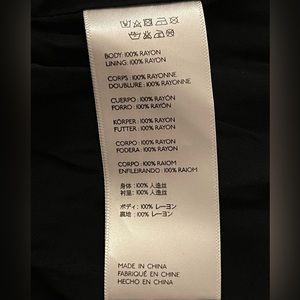 BODY: 100% RAYON
LINING: 100% RAYON
CORPS: 100% RAYONNE
DOUBLURE: 100% RAYONNE
CUERPO: 100% RAYÓN
FORRO: 100% RAYÓN
KÖRPER: 100% RAYON
FUTTER: 100% RAYON
CORPO: 100% RAYON
FODERA: 100% RAYON
CORPO: 100% RAIOM
ENFILEIRANDO: 100% RAIOM
身体: 100% 人造丝
衬里: 100% 人造丝
ボディ: 100% レーヨン
裏地: 100% レーヨン
MADE IN CHINA
FABRIQUÉ EN CHINE
HECHO EN CHINA